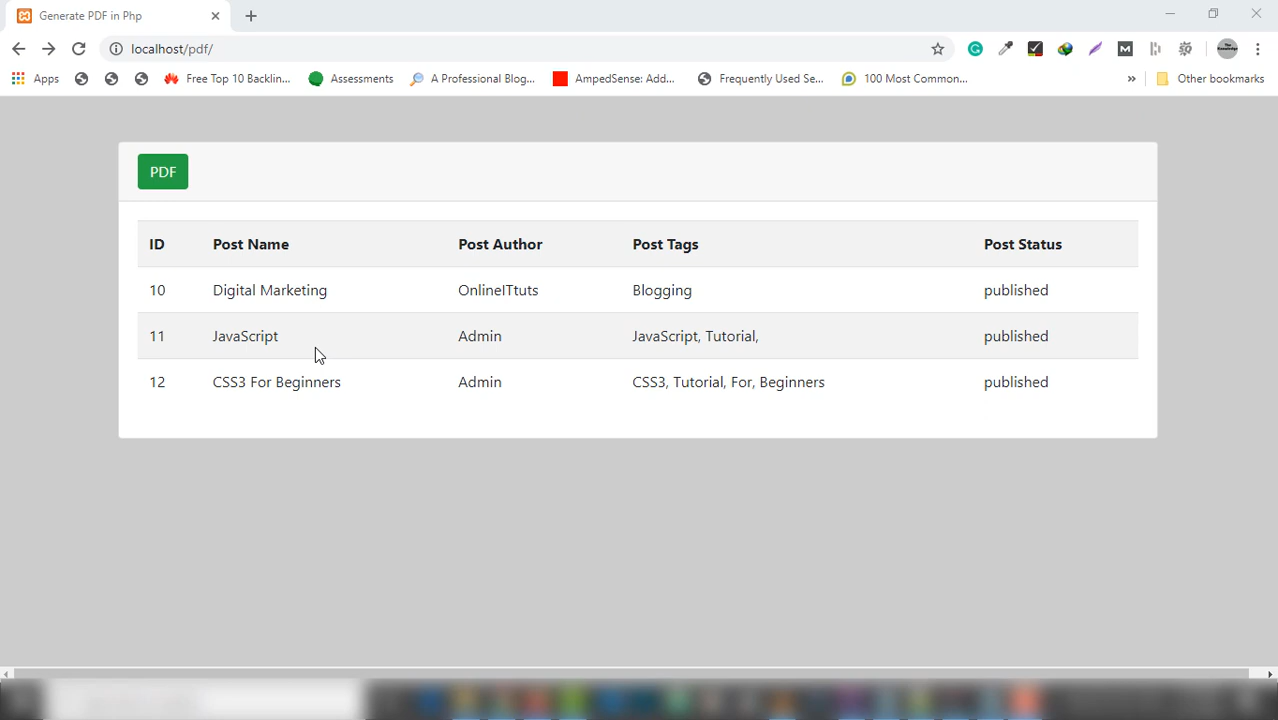 Generate PDF in Php
localhost/pdf/
Apps Free Top 10 Backlin... Assessments A Professional Blog... AmpedSense: Add... Frequently Used Se... 100 Most Common... » Other bookmarks
PDF
ID Post Name Post Author Post Tags Post Status
10 Digital Marketing OnlineITtuts Blogging published
11 JavaScript Admin JavaScript, Tutorial, published
12 CSS3 For Beginners Admin CSS3, Tutorial, For, Beginners published